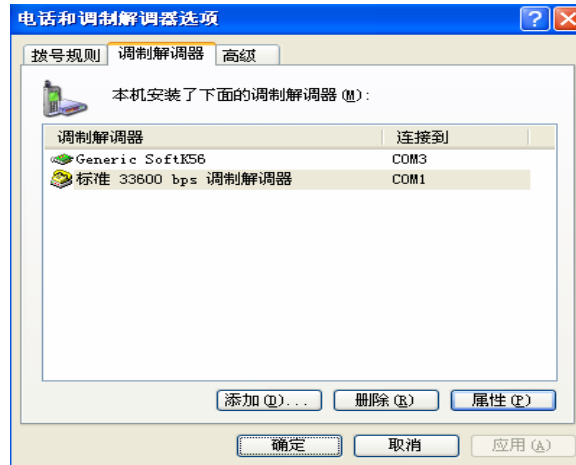 电话和调制解调器选项
拨号规则 调制解调器 高级
本机安装了下面的调制解调器(M):
调制解调器 连接到
Generic SoftK56 COM3
标准 33600 bps 调制解调器 COM1
添加(D)... 删除(R) 属性(P)
确定 取消 应用(A)